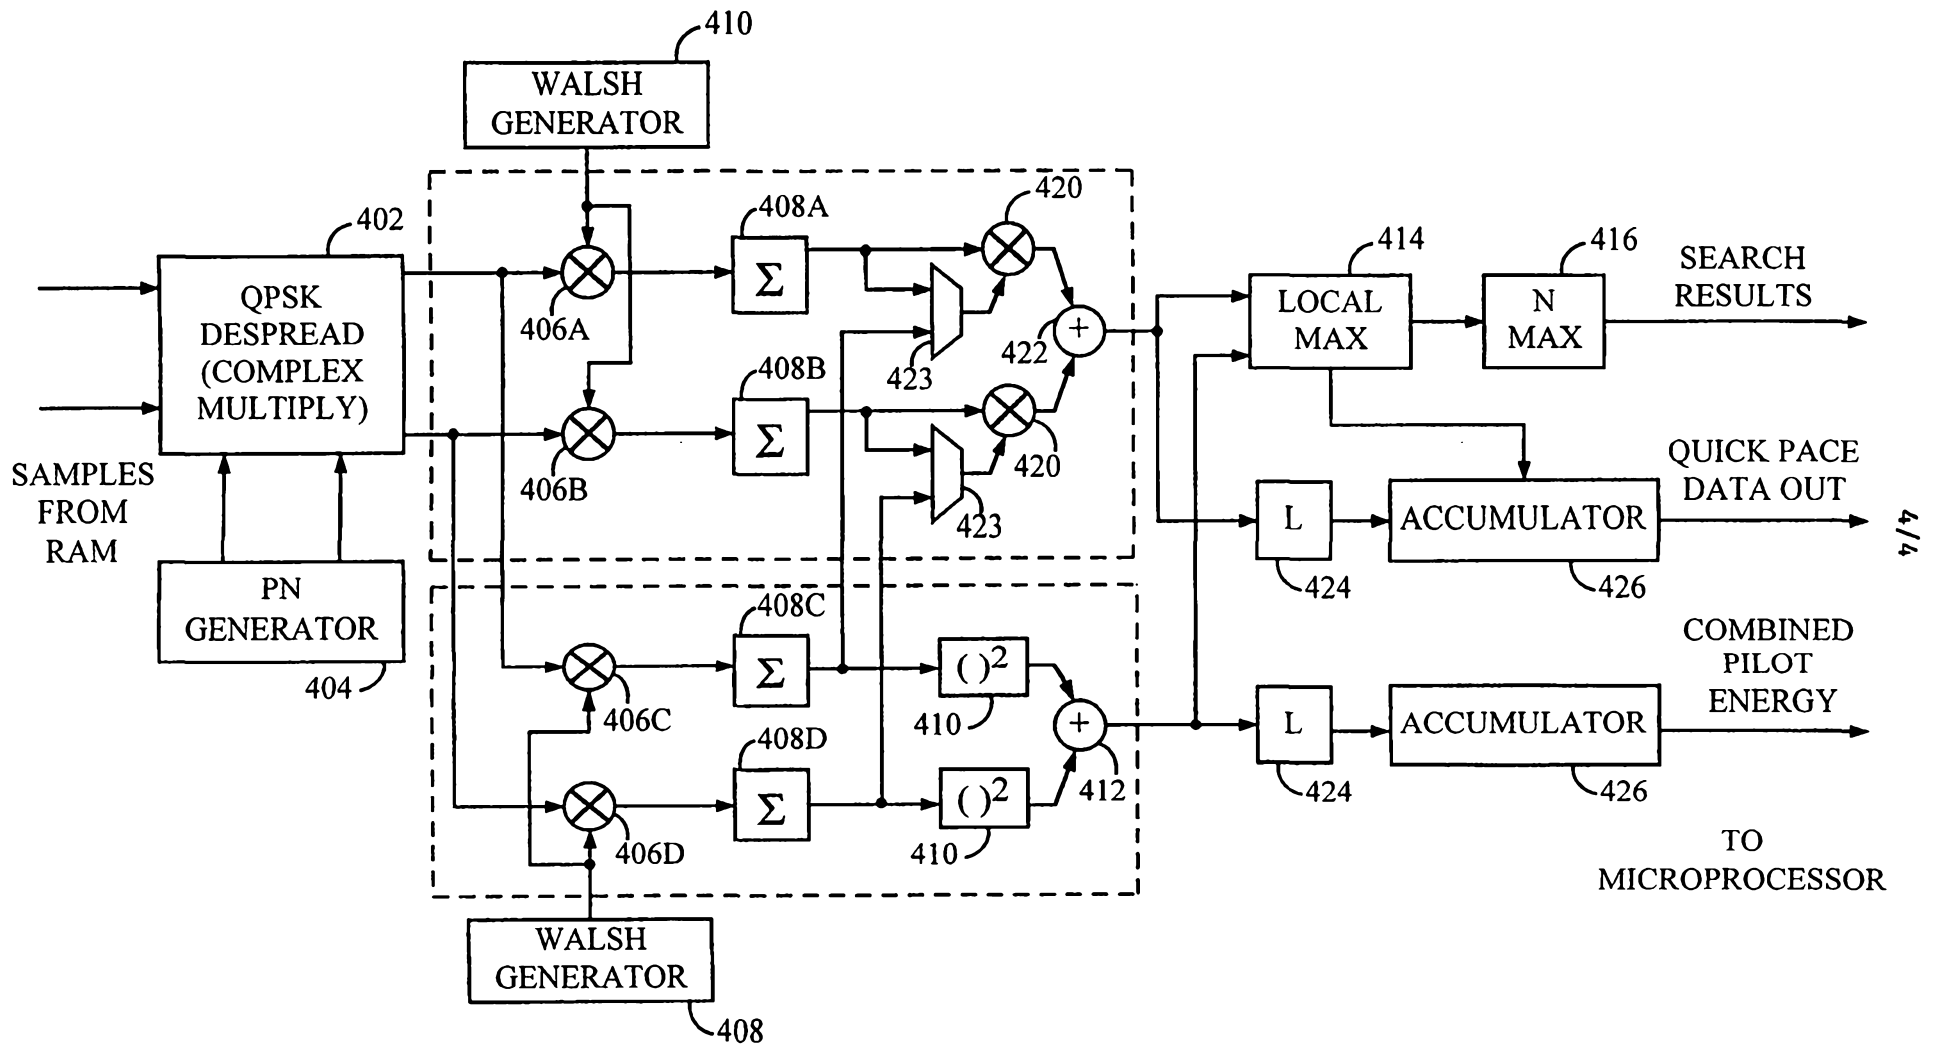 410
WALSH
GENERATOR
402
QPSK
DESPREAD
(COMPLEX
MULTIPLY)
SAMPLES
FROM
RAM
PN
GENERATOR
404
406A
406B
408A
Σ
408B
Σ
420
423
422
+
420
423
414
LOCAL
MAX
416
N
MAX
SEARCH
RESULTS
L
424
ACCUMULATOR
426
QUICK PACE
DATA OUT
4/4
406C
406D
408C
Σ
408D
Σ
( )2
410
( )2
410
+
412
L
424
ACCUMULATOR
426
COMBINED
PILOT
ENERGY
TO
MICROPROCESSOR
WALSH
GENERATOR
408